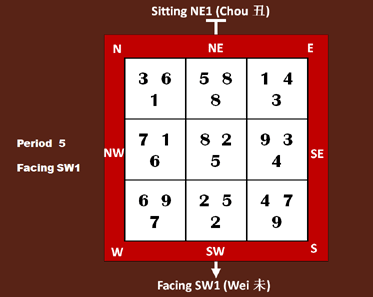 Sitting NE1 (Chou 丑)
N NE E
3 6 5 8 1 4
1 8 3
Period 5
Facing SW1
NW 7 1 8 2 9 3 SE
6 5 4
6 9 2 5 4 7
7 2 9
W SW S
Facing SW1 (Wei 未)